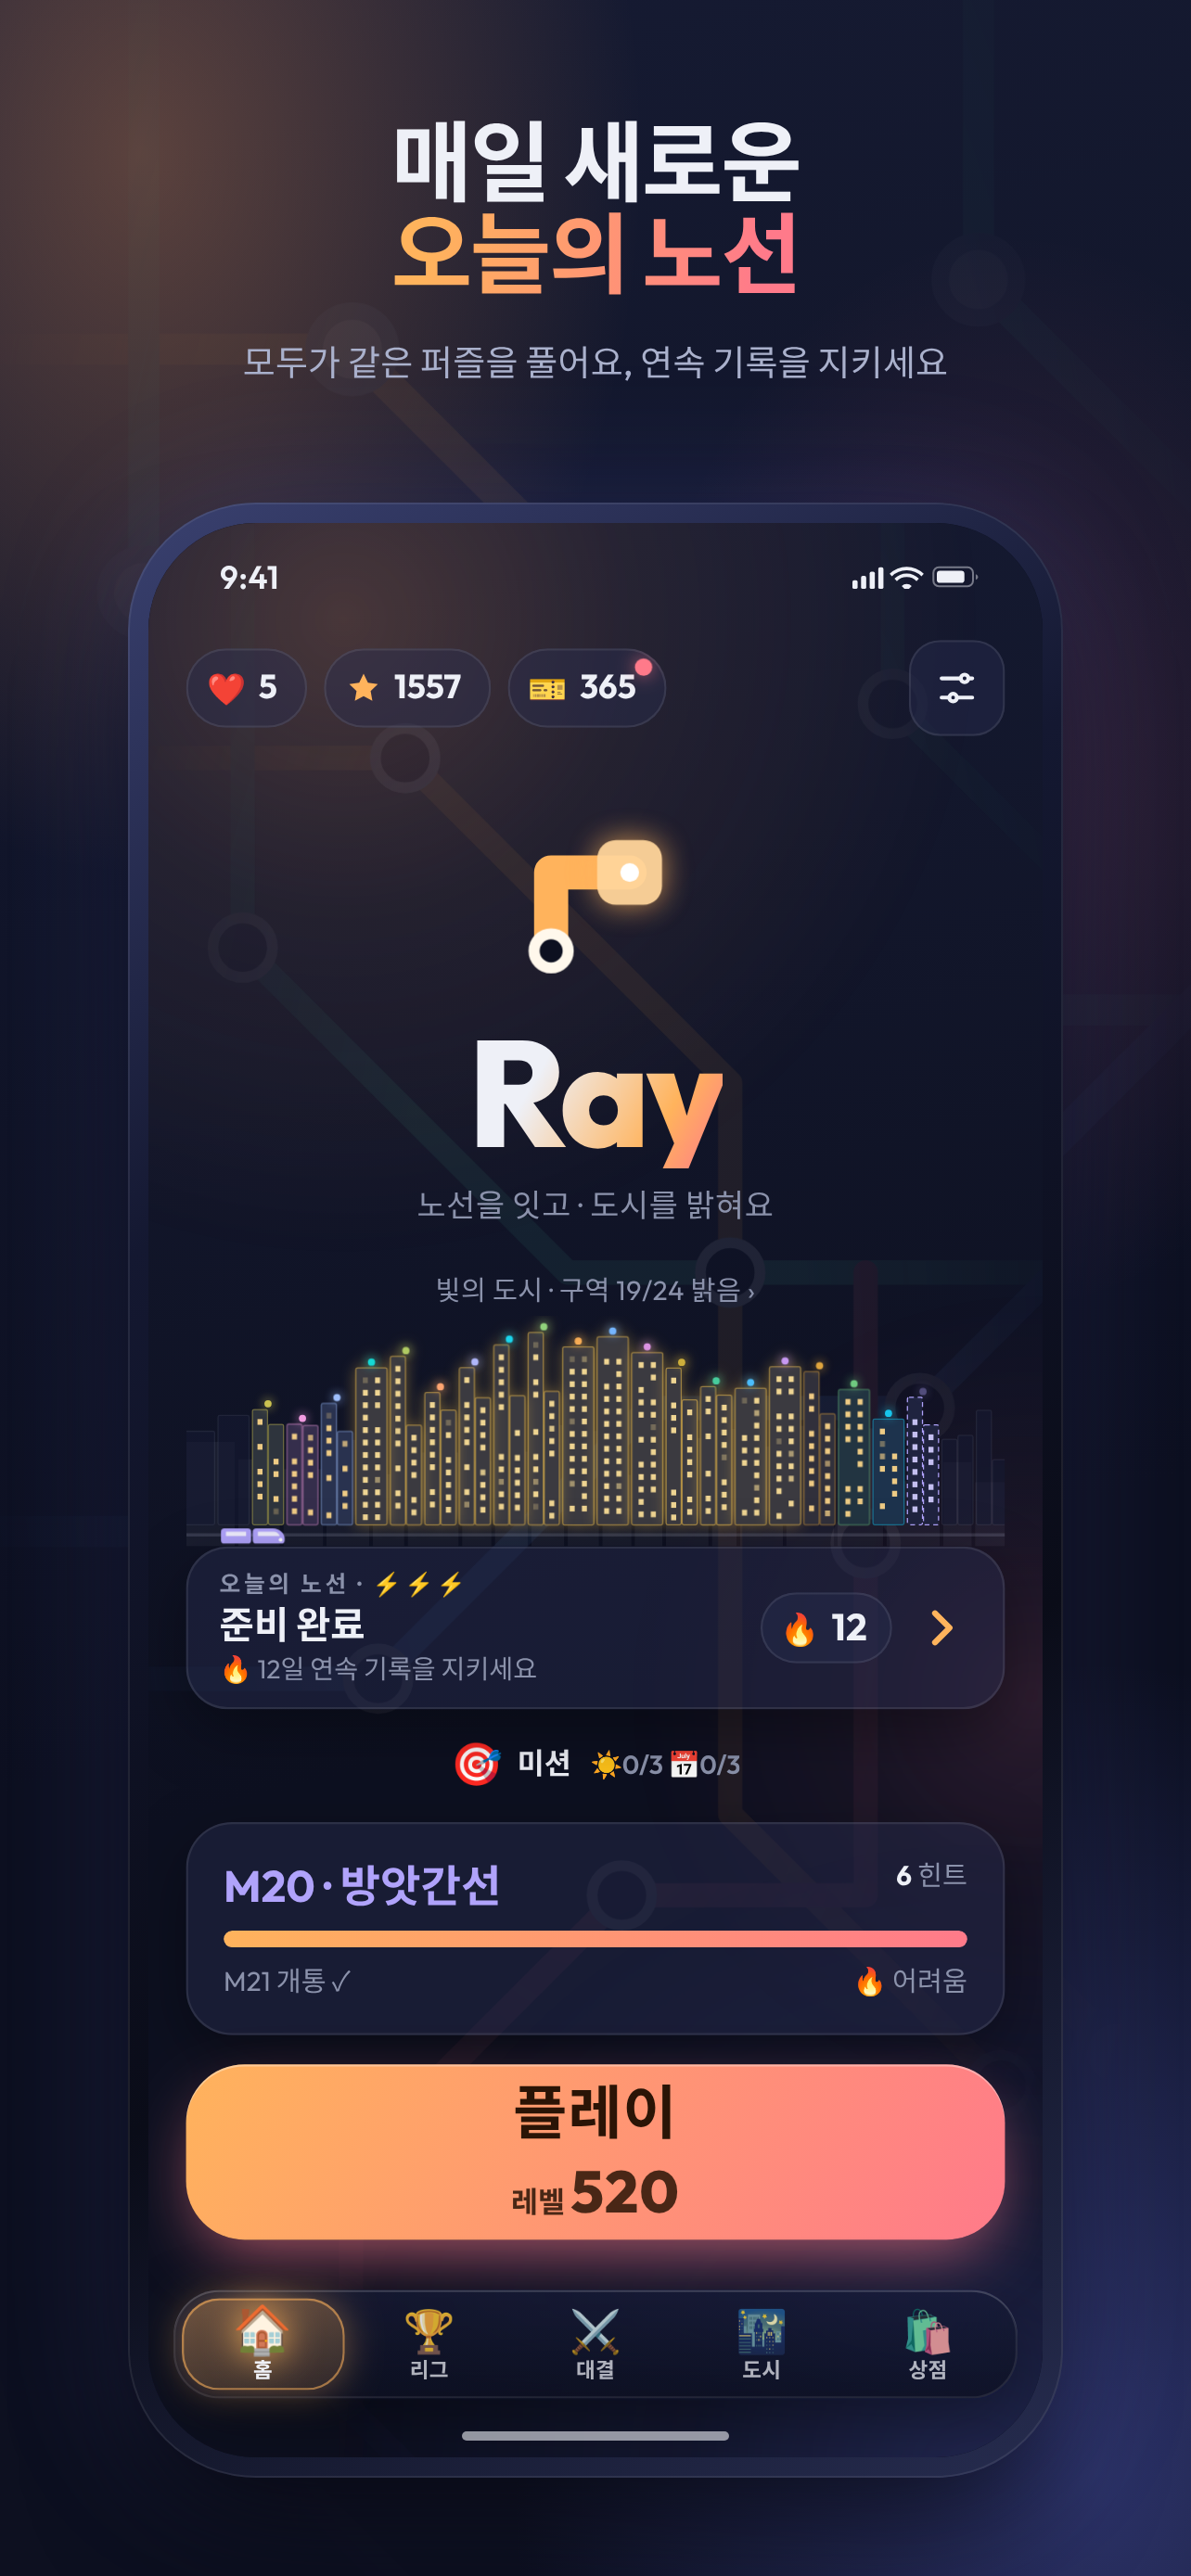 매일 새로운
오늘의 노선
모두가 같은 퍼즐을 풀어요, 연속 기록을 지키세요
9:41
5
1557
365
Ray
노선을 잇고 · 도시를 밝혀요
빛의 도시 · 구역 19/24 밝음 ›
오늘의 노선 · ⚡⚡⚡
준비 완료
🔥 12일 연속 기록을 지키세요
🔥 12
미션 ☀️0/3 📅0/3
M20 · 방앗간선
6 힌트
M21 개통 ✓
🔥 어려움
플레이
레벨 520
홈
리그
대결
도시
상점